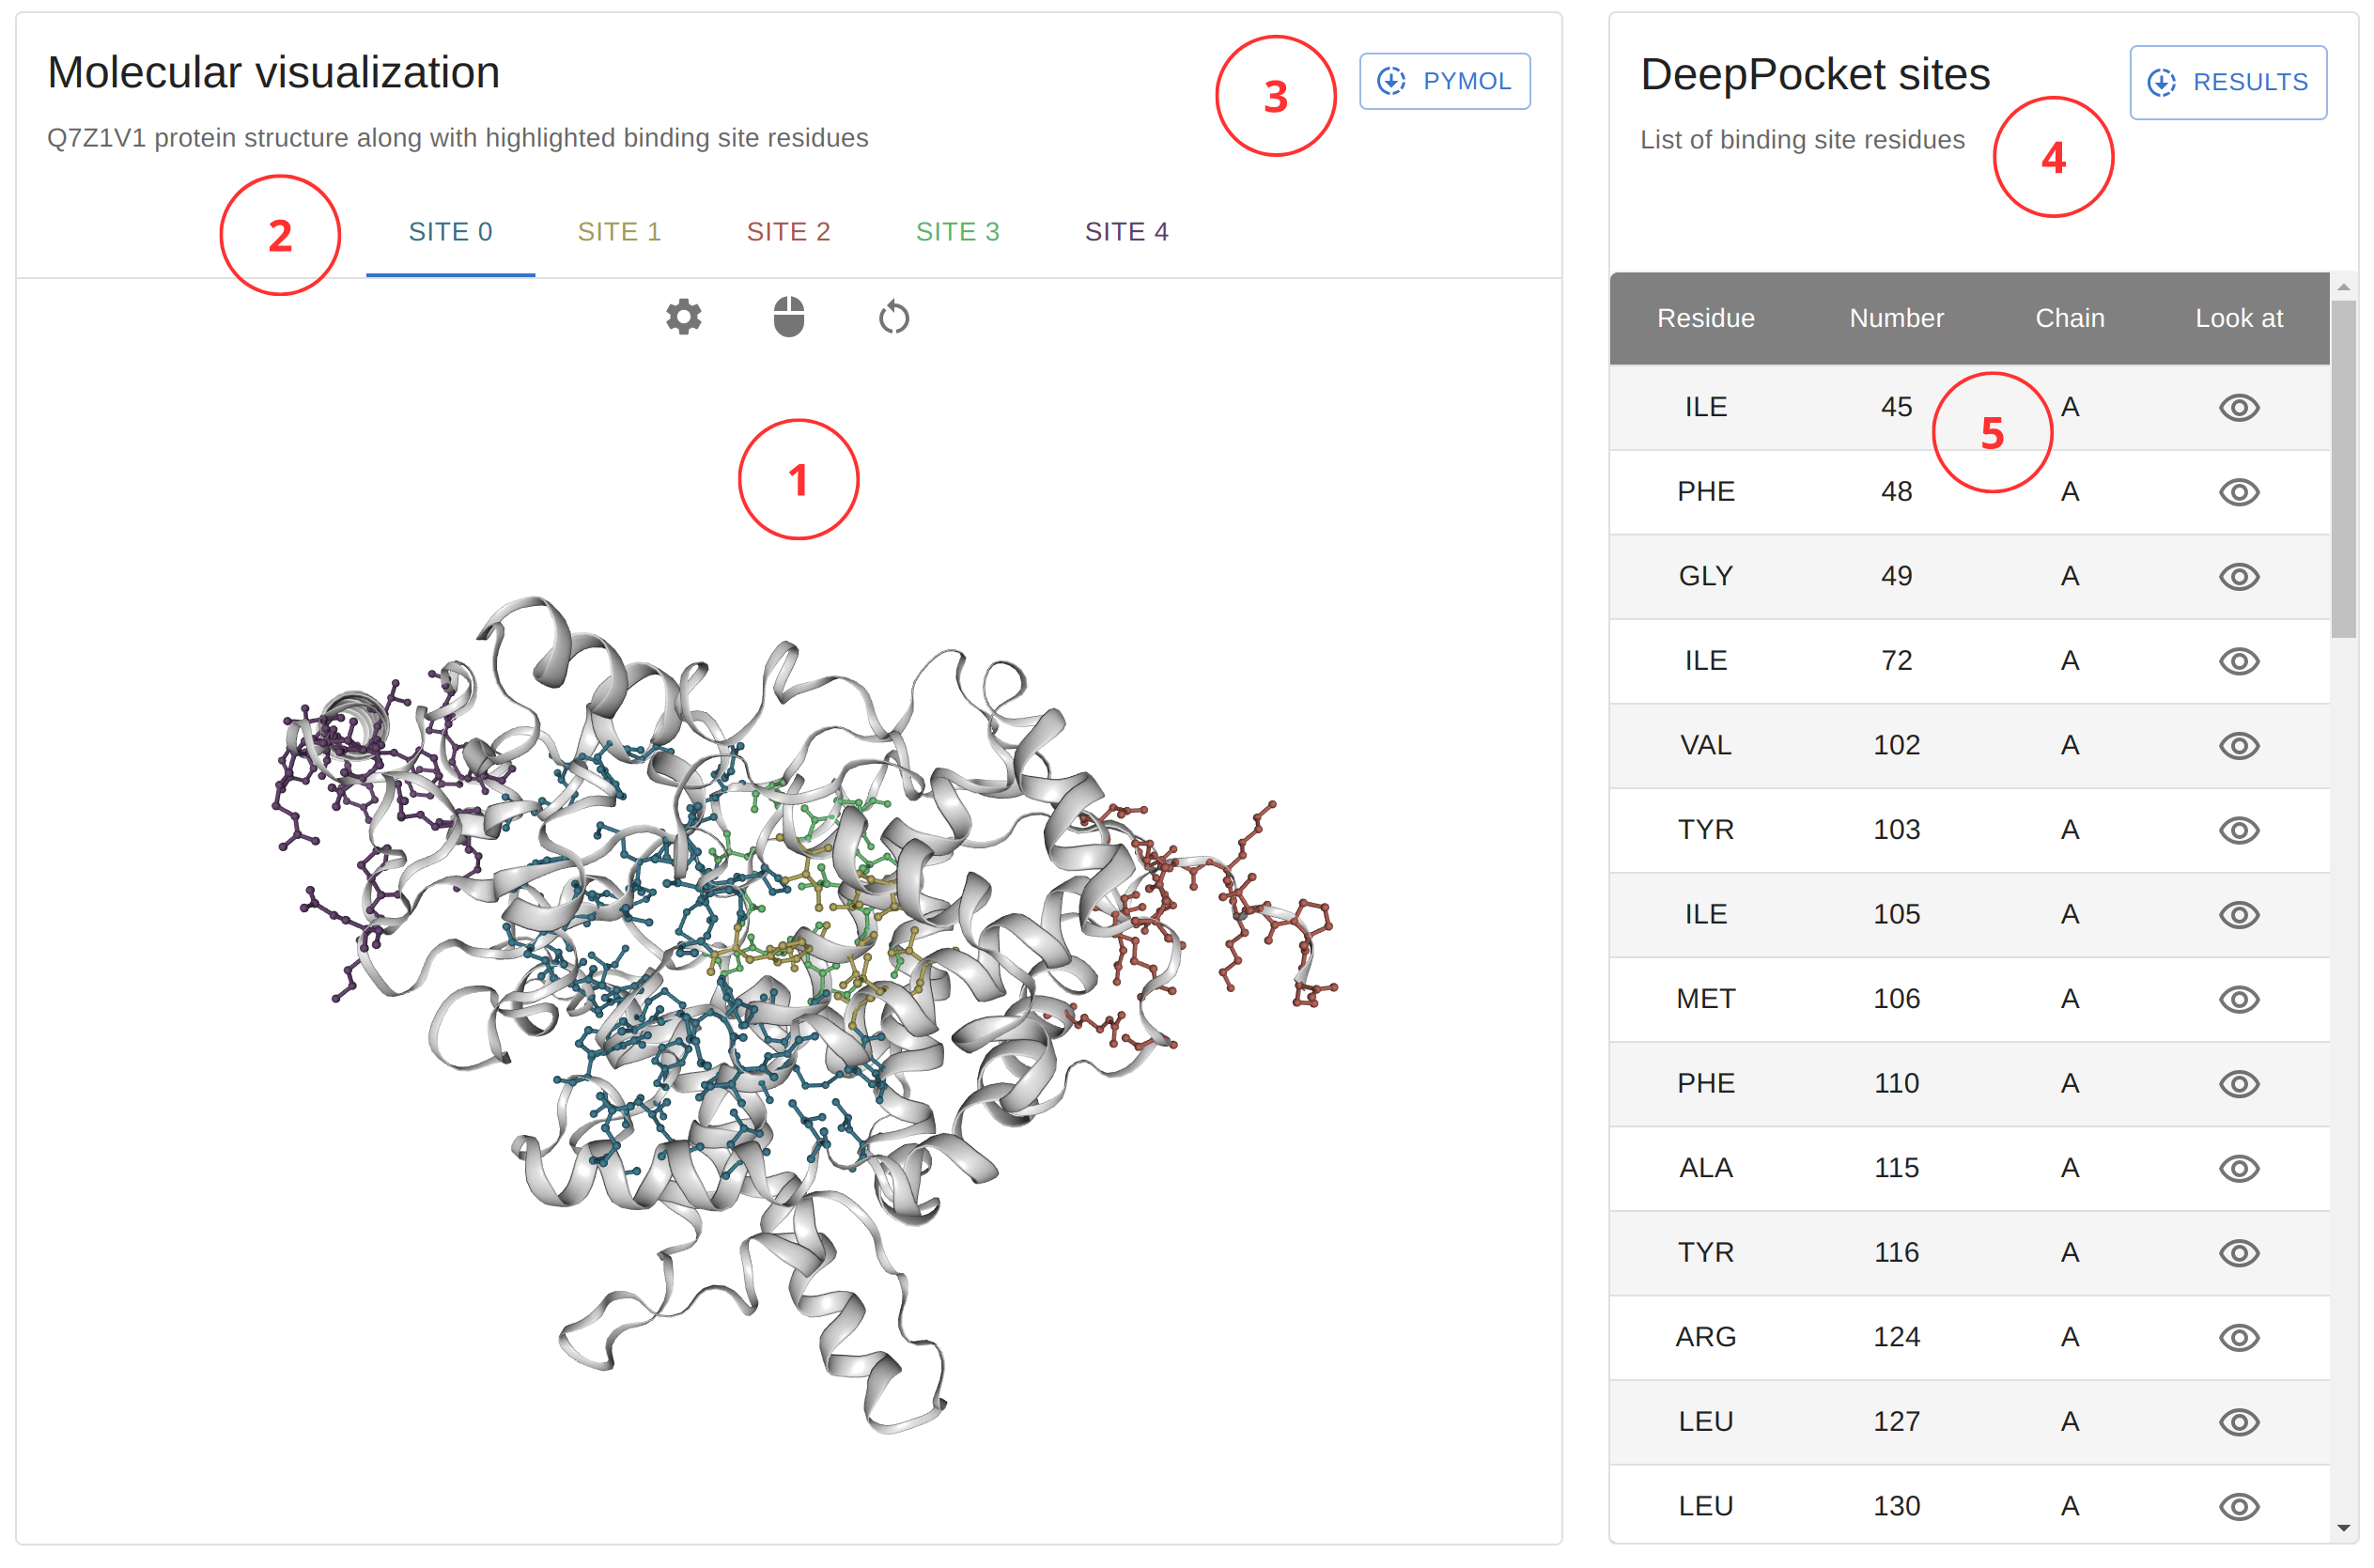 Molecular visualization
3
PYMOL
Q7Z1V1 protein structure along with highlighted binding site residues
2
SITE 0 SITE 1 SITE 2 SITE 3 SITE 4
1
DeepPocket sites
RESULTS
List of binding site residues
4
Residue Number Chain Look at
ILE 45 A
5
PHE 48 A
GLY 49 A
ILE 72 A
VAL 102 A
TYR 103 A
ILE 105 A
MET 106 A
PHE 110 A
ALA 115 A
TYR 116 A
ARG 124 A
LEU 127 A
LEU 130 A